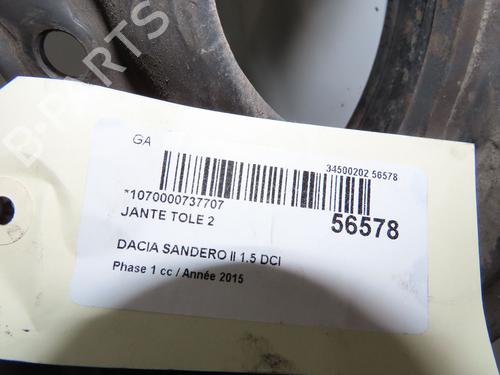 B-PARTS
GA
34500202 56578
*1070000737707
56578
JANTE TOLE 2
DACIA SANDERO II 1.5 DCI
Phase 1 cc / Année 2015